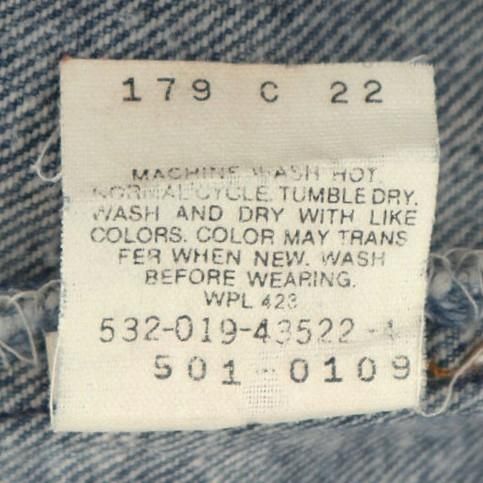 179 C 22
MACHINE WASH HOT.
NORMAL CYCLE. TUMBLE DRY.
WASH AND DRY WITH LIKE
COLORS. COLOR MAY TRANS
FER WHEN NEW. WASH
BEFORE WEARING.
WPL 423
532-019-43522-4
501-0109